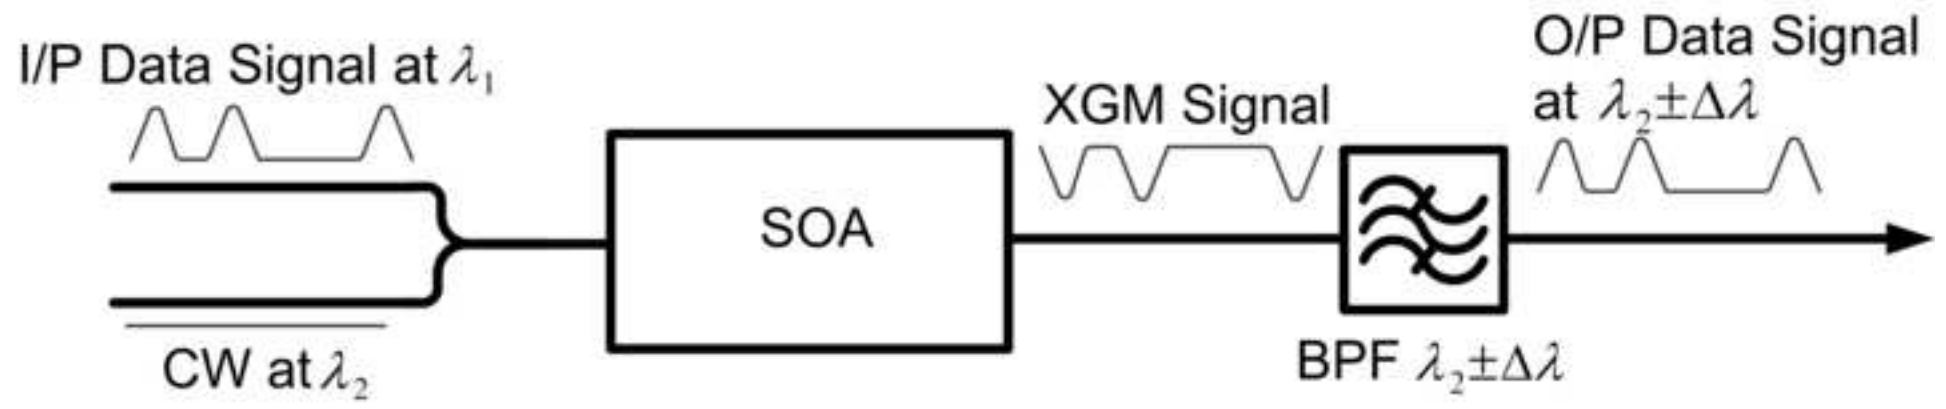 I/P Data Signal at λ₁
CW at λ₂
SOA
XGM Signal
BPF λ₂±Δλ
O/P Data Signal
at λ₂±Δλ